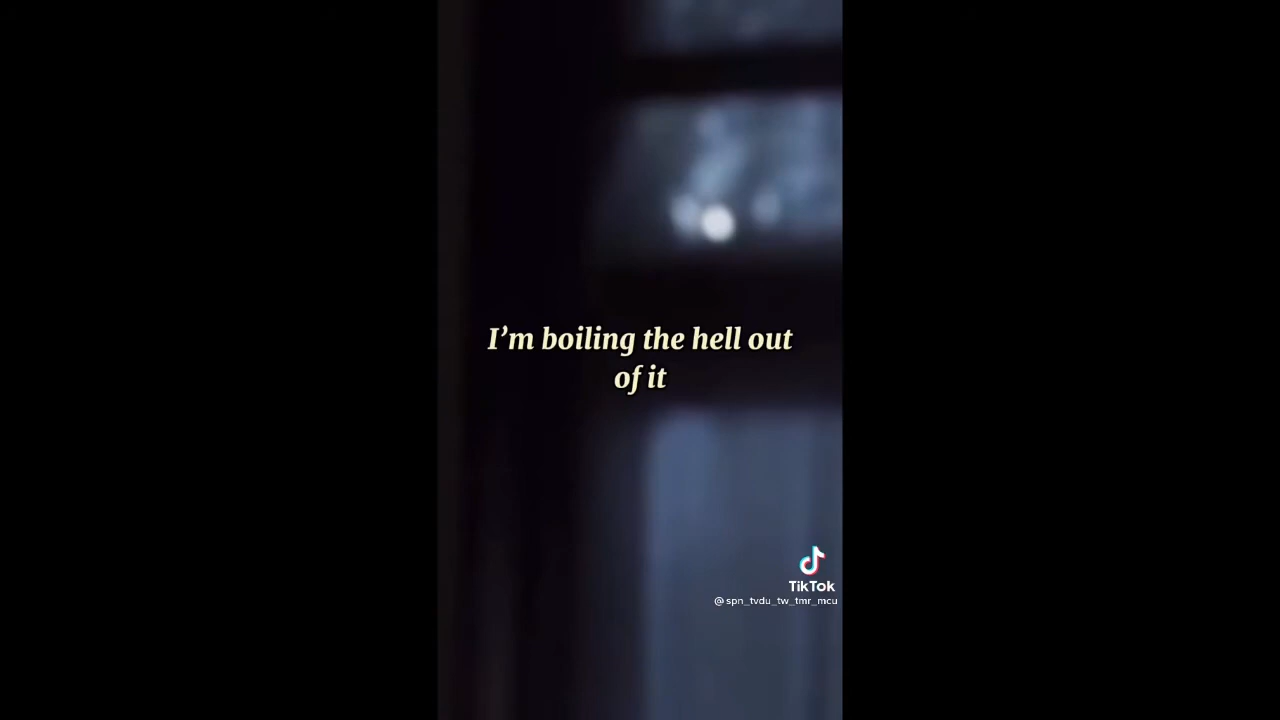 I'm boiling the hell out
of it
TikTok
@spn_tvdu_tw_tmr_mcu